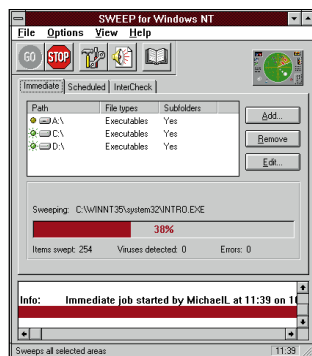 SWEEP for Windows NT
File Options View Help
GO STOP
Immediate Scheduled InterCheck
Path File types Subfolders
A:\ Executables Yes
C:\ Executables Yes
D:\ Executables Yes
Add...
Remove
Edit...
Sweeping: C:\WINNT35\system32\INTRO.EXE
38%
Items swept: 254 Viruses detected: 0 Errors: 0
Info: Immediate job started by MichaelL at 11:39 on
Sweeps all selected areas 11:39